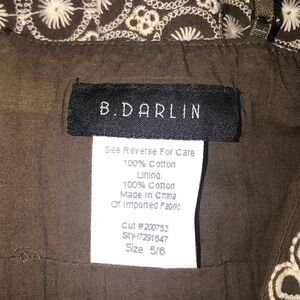 B.DARLIN
See Reverse For Care
100% Cotton
Lining:
100% Cotton
Made In China
Of Imported Fabric
Cut #200753
Sty-I7291847
Size 5/6